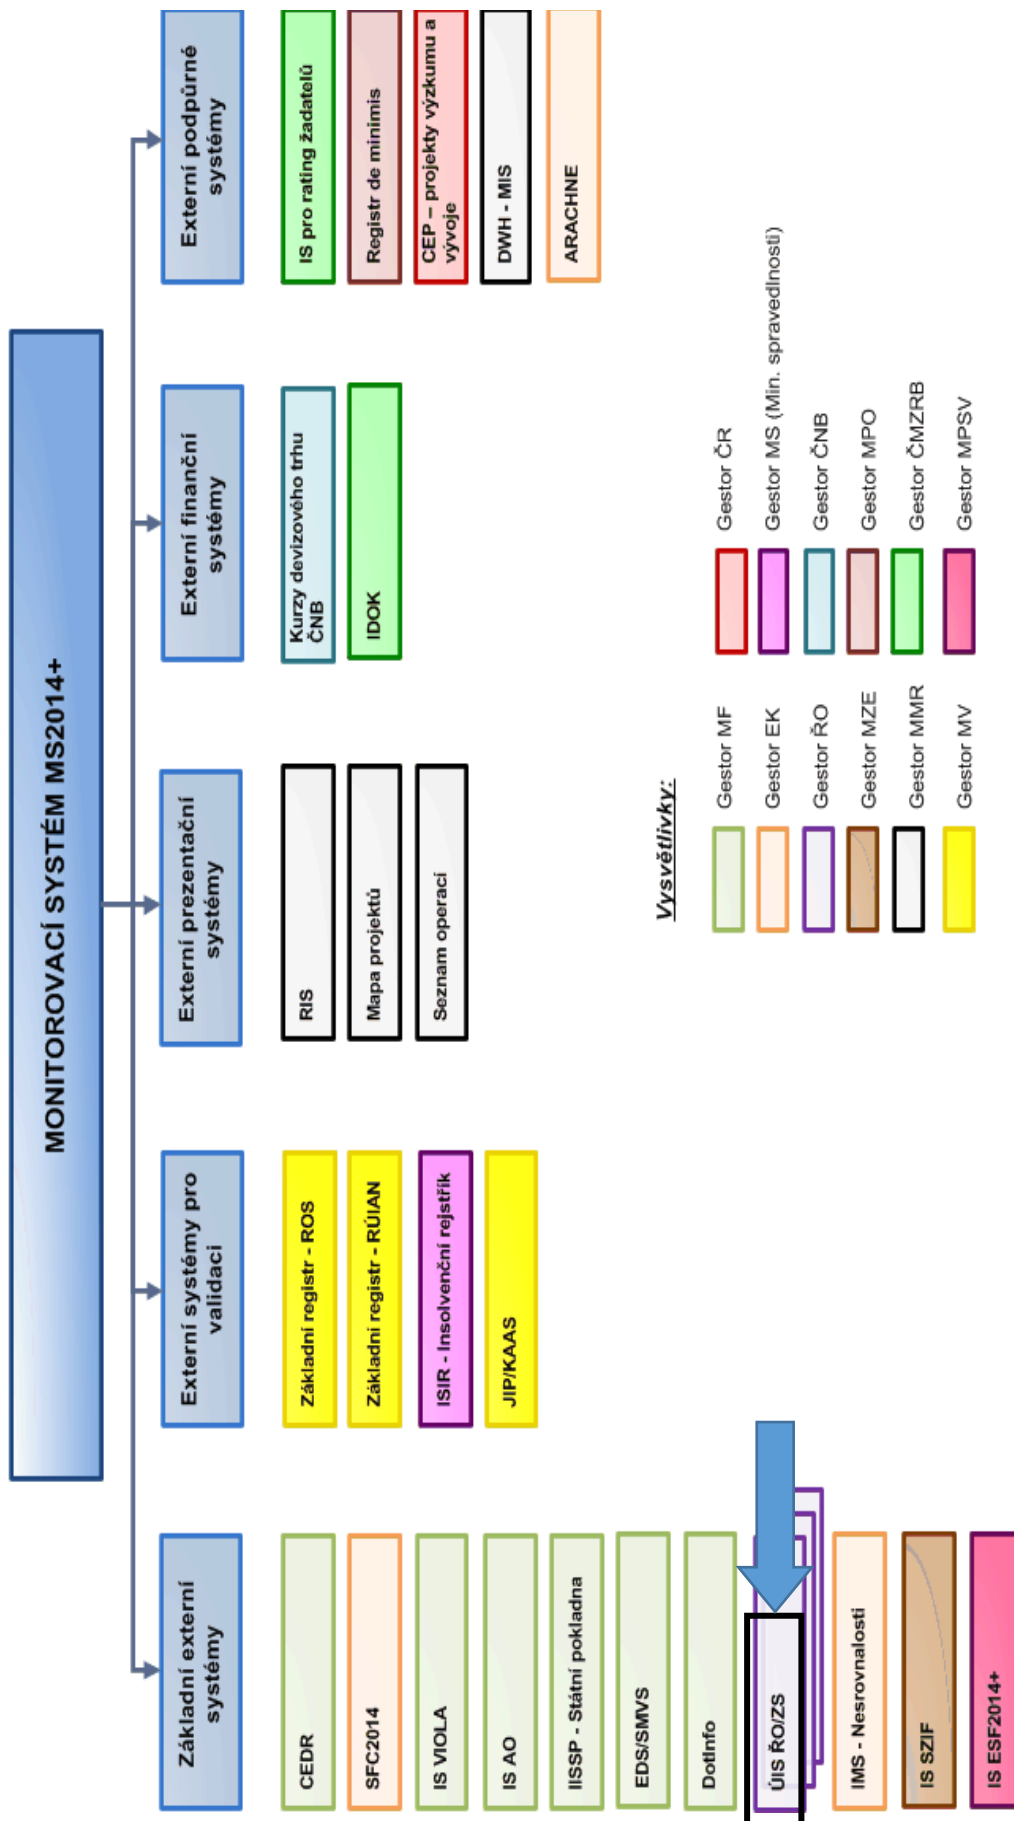 MONITOROVACÍ SYSTÉM MS2014+
Základní externí
systémy
CEDR
SFC2014
IS VIOLA
IS AO
IISSP - Státní pokladna
EDS/SMVS
DotInfo
ÚIS ŘO/ZS
IMS - Nesrovnalosti
IS SZIF
IS ESF2014+
Externí systémy pro
validaci
Základní registr - ROS
Základní registr - RÚIAN
ISIR - Insolvenční rejstřík
JIP/KAAS
Externí prezentační
systémy
RIS
Mapa projektů
Seznam operací
Externí finanční
systémy
Kurzy devizového trhu
ČNB
IDOK
Externí podpůrné
systémy
IS pro rating žadatelů
Registr de minimis
CEP – projekty výzkumu a
vývoje
DWH - MIS
ARACHNE
Vysvětlivky:
Gestor MF
Gestor EK
Gestor ŘO
Gestor MZE
Gestor MMR
Gestor MV
Gestor ČR
Gestor MS (Min. spravedlnosti)
Gestor ČNB
Gestor MPO
Gestor ČMZRB
Gestor MPSV